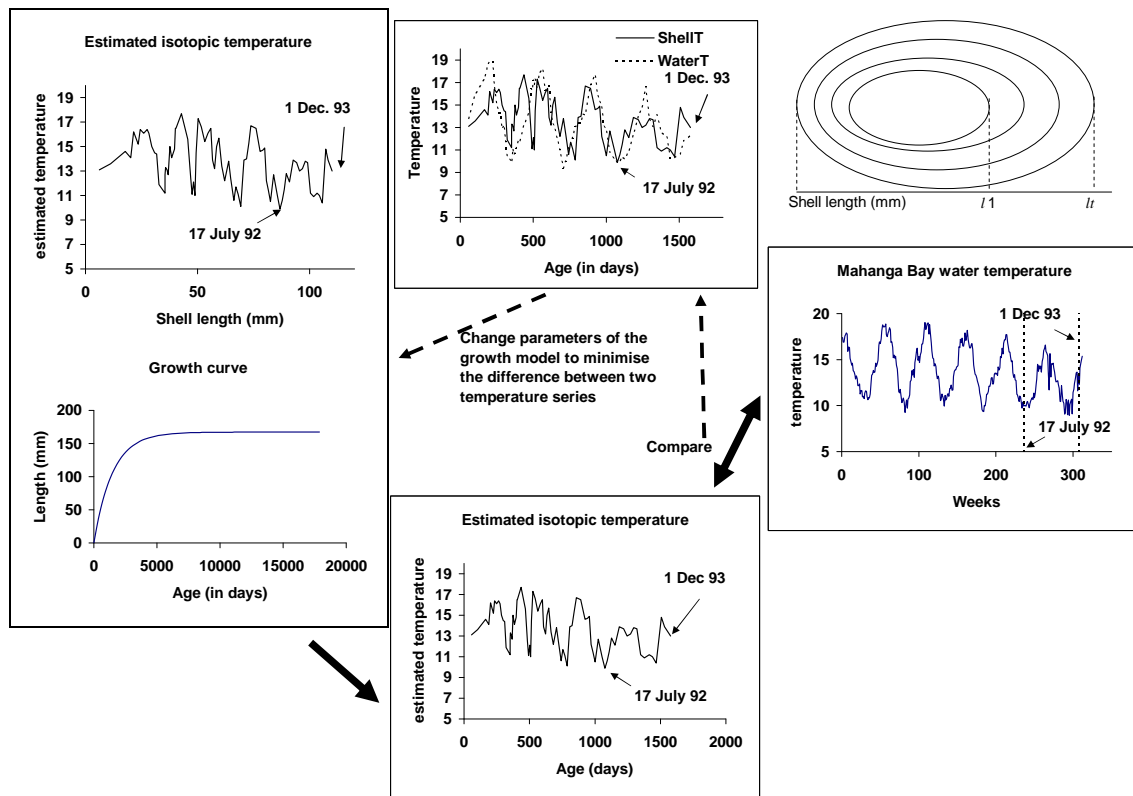 Estimated isotopic temperature
estimated temperature
19
17
15
13
11
9
7
5
1 Dec. 93
17 July 92
0 50 100
Shell length (mm)
Growth curve
Length (mm)
200
150
100
50
0
0 5000 10000 15000 20000
Age (in days)
ShellT
WaterT
1 Dec. 93
Temperature
19
17
15
13
11
9
7
5
17 July 92
0 500 1000 1500
Age (in days)
Change parameters of the
growth model to minimise
the difference between two
temperature series
Compare
Shell length (mm) l 1 lt
Mahanga Bay water temperature
temperature
20
15
10
5
1 Dec 93
17 July 92
0 100 200 300
Weeks
Estimated isotopic temperature
estimated temperature
19
17
15
13
11
9
7
5
1 Dec 93
17 July 92
0 500 1000 1500 2000
Age (days)